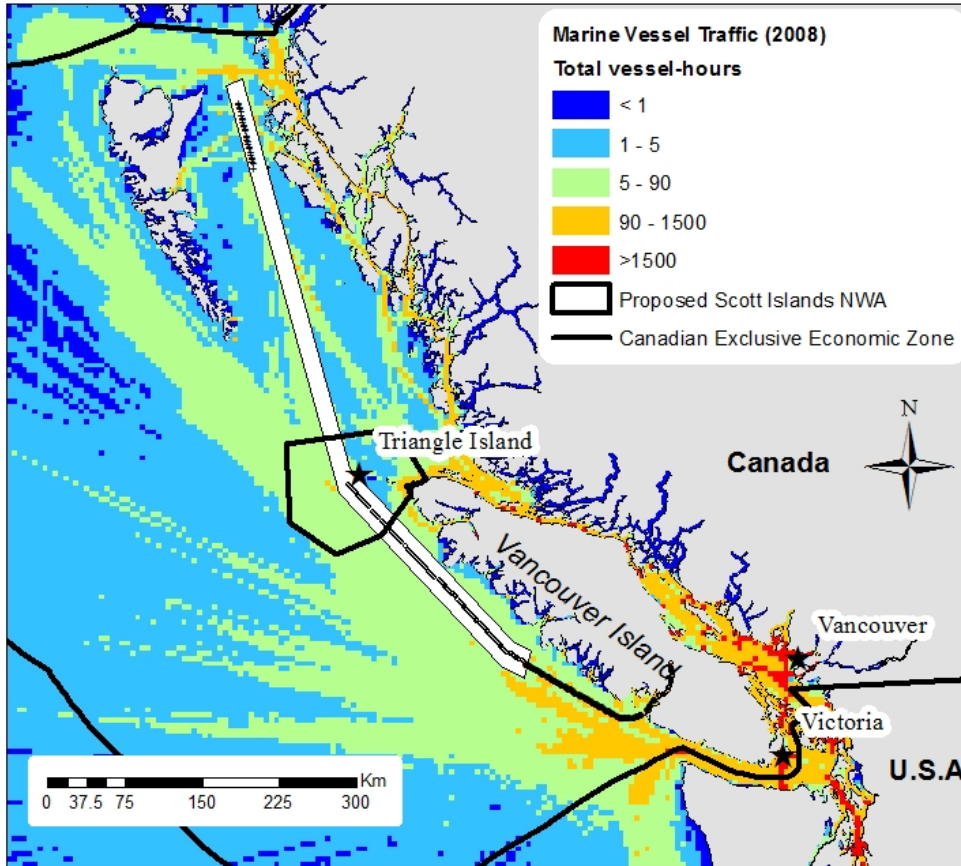 Marine Vessel Traffic (2008)
Total vessel-hours
< 1
1 - 5
5 - 90
90 - 1500
>1500
Proposed Scott Islands NWA
Canadian Exclusive Economic Zone
N
Triangle Island
Canada
Vancouver Island
Vancouver
Victoria
U.S.A
Km
0 37.5 75 150 225 300